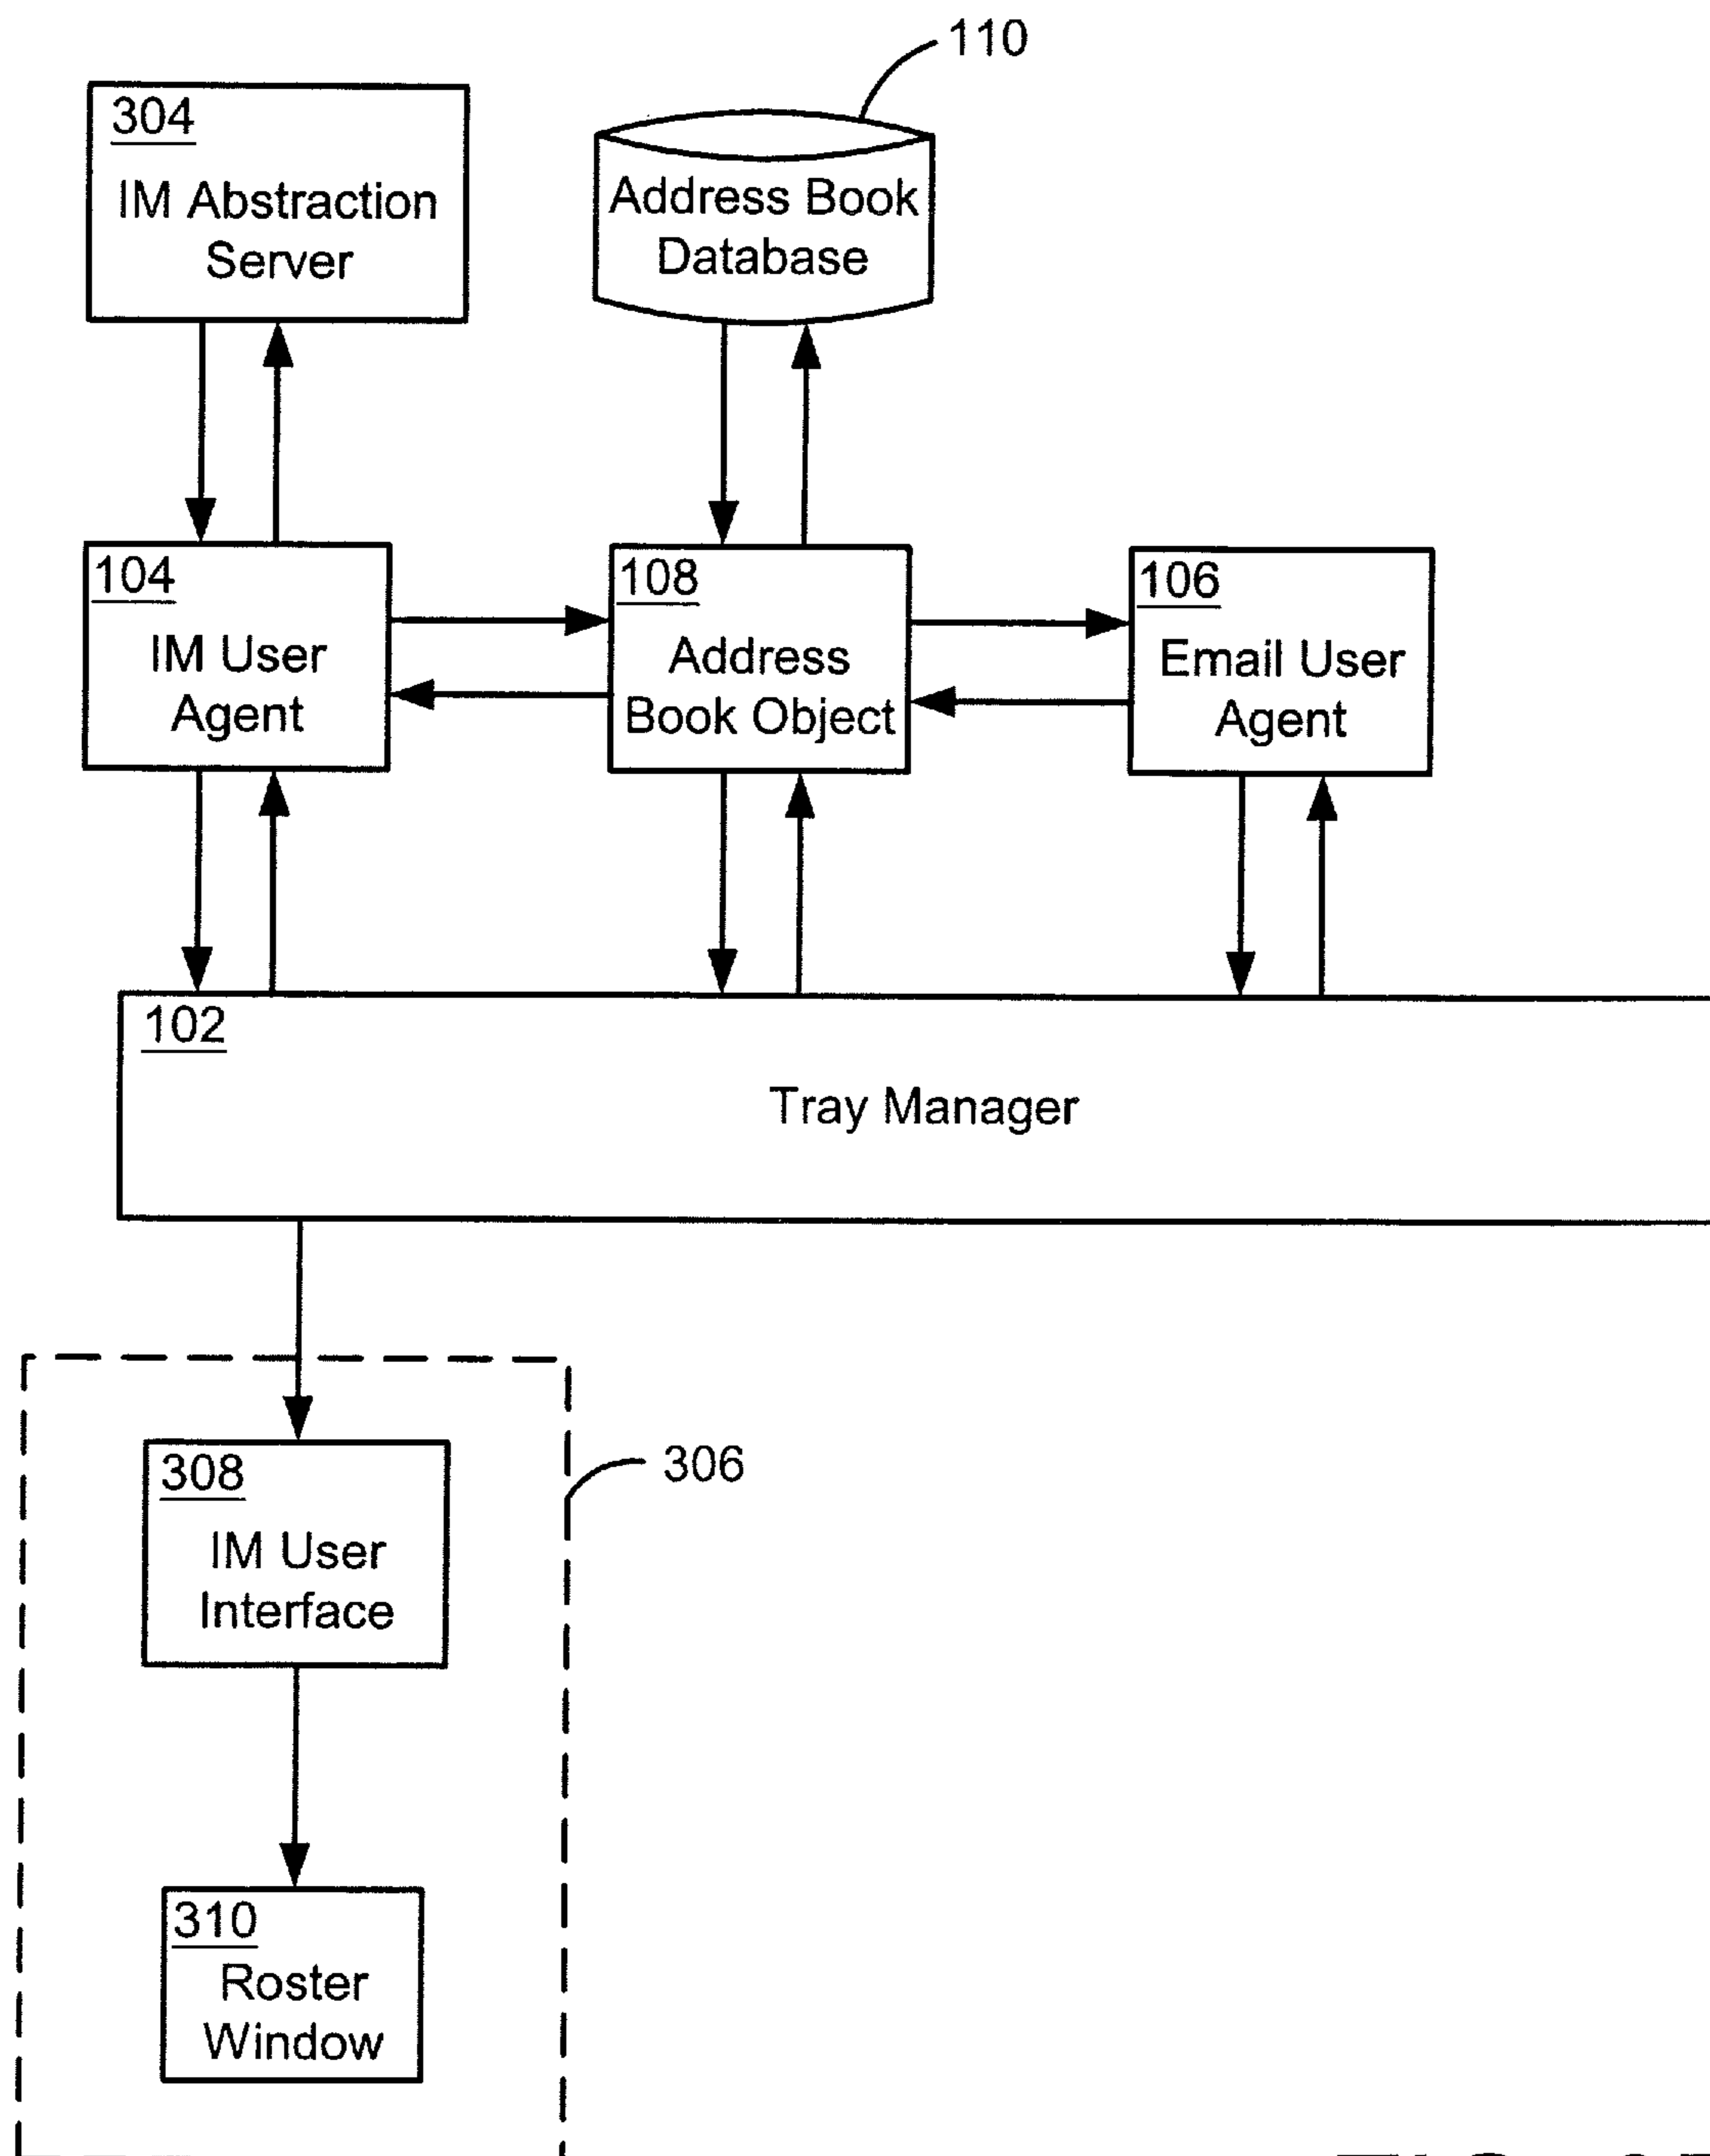 110
304
IM Abstraction
Server
Address Book
Database
104
IM User
Agent
108
Address
Book Object
106
Email User
Agent
102
Tray Manager
306
308
IM User
Interface
310
Roster
Window